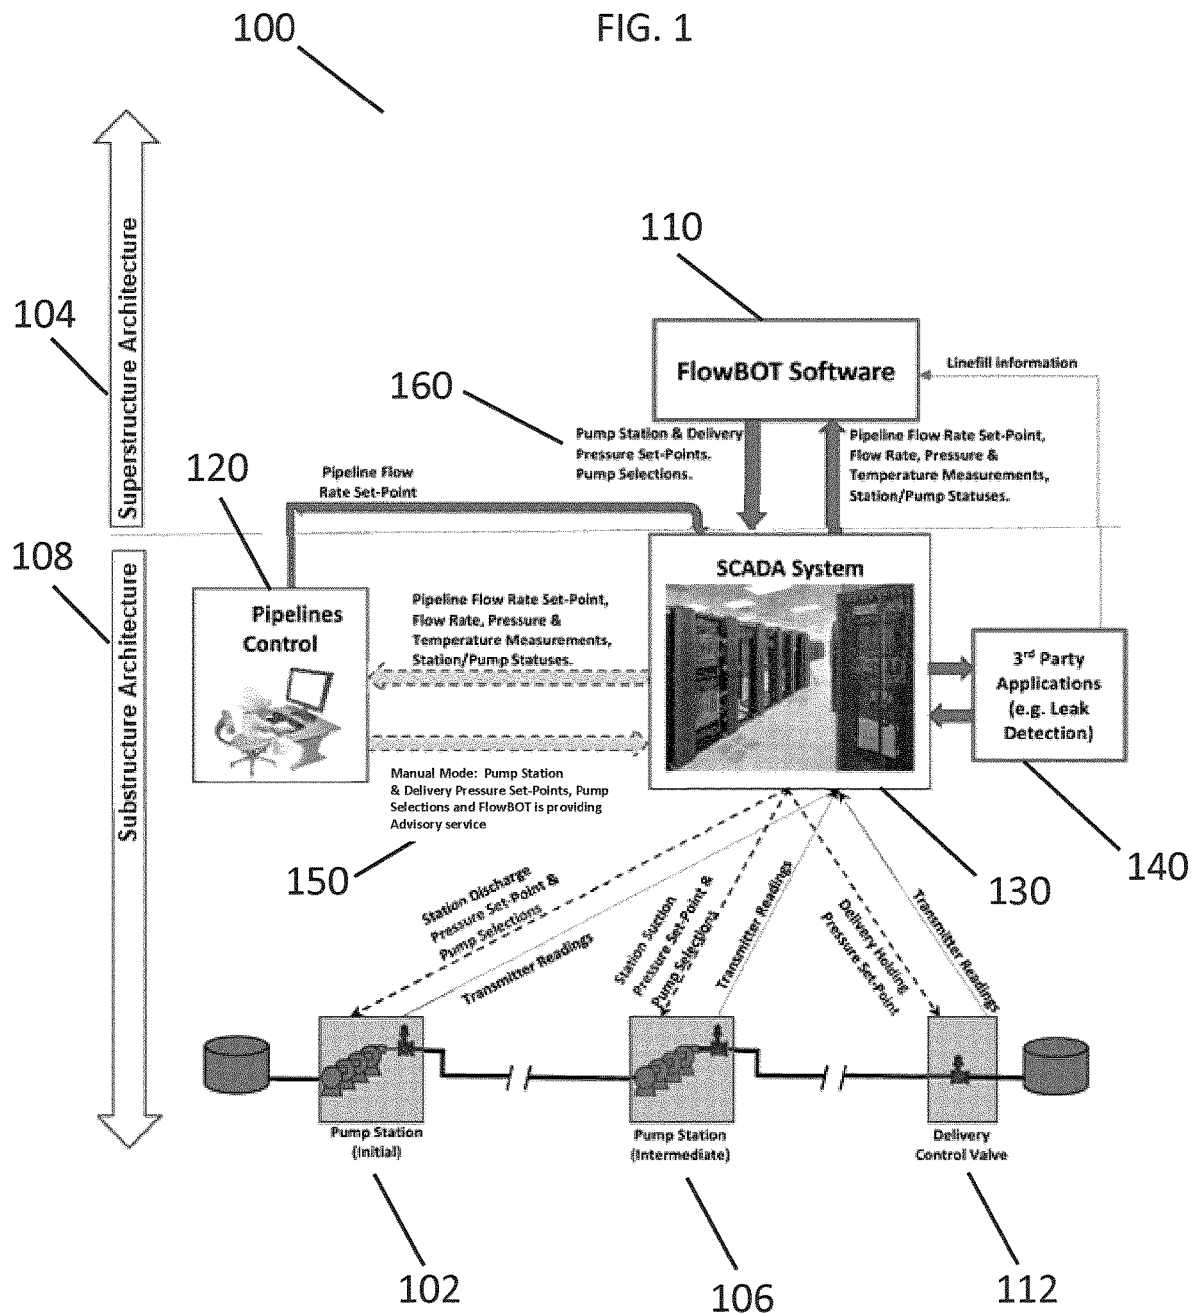 100
FIG. 1
104
Superstructure Architecture
110
FlowBOT Software
Linefill information
160
Pump Station & Delivery
Pressure Set-Points.
Pump Selections.
Pipeline Flow Rate Set-Point,
Flow Rate, Pressure &
Temperature Measurements,
Station/Pump Statuses.
120
Pipeline Flow
Rate Set-Point
108
Substructure Architecture
Pipelines
Control
Pipeline Flow Rate Set-Point,
Flow Rate, Pressure &
Temperature Measurements,
Station/Pump Statuses.
SCADA System
3rd Party
Applications
(e.g. Leak
Detection)
Manual Mode: Pump Station
& Delivery Pressure Set-Points, Pump
Selections and FlowBOT is providing
Advisory service
150
130
140
Station Discharge
Pressure Set-Point &
Pump Selections
Transmitter Readings
Station Suction
Pressure Set-Point &
Pump Selections
Transmitter Readings
Delivery Holding
Pressure Set-Point
Transmitter Readings
Pump Station
(Initial)
Pump Station
(Intermediate)
Delivery
Control Valve
102
106
112